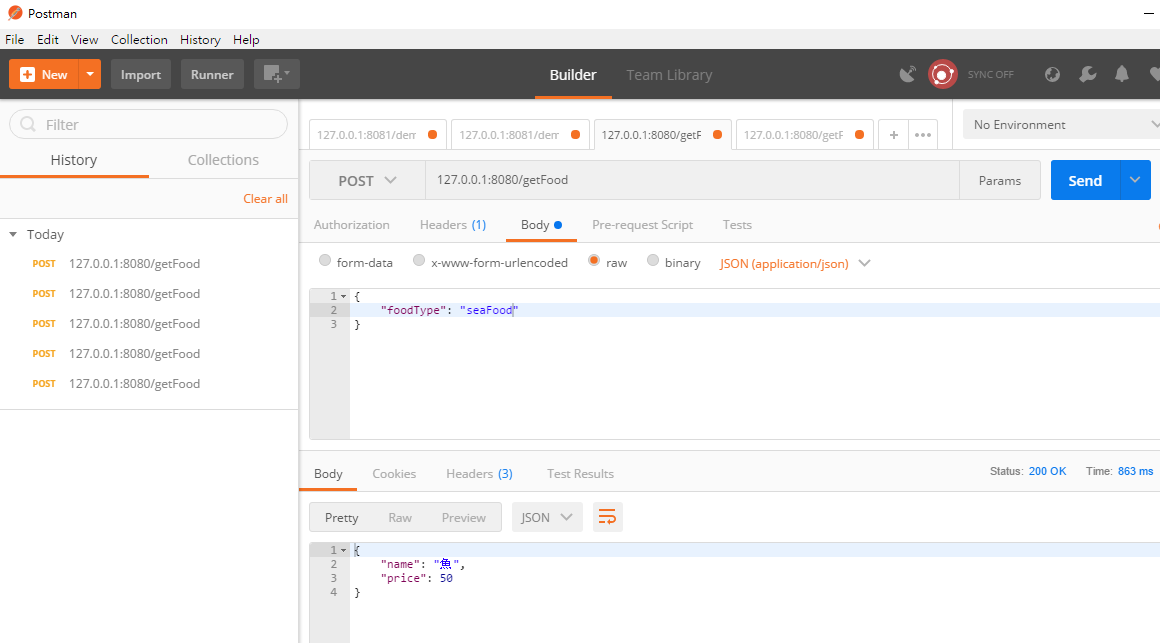 Postman
File Edit View Collection History Help
New Import Runner Builder Team Library SYNC OFF
Filter
History Collections
Clear all
Today
POST 127.0.0.1:8080/getFood
POST 127.0.0.1:8080/getFood
POST 127.0.0.1:8080/getFood
POST 127.0.0.1:8080/getFood
POST 127.0.0.1:8080/getFood
127.0.0.1:8081/dem 127.0.0.1:8081/dem 127.0.0.1:8080/getF 127.0.0.1:8080/getF + ••• No Environment
POST 127.0.0.1:8080/getFood Params Send
Authorization Headers (1) Body Pre-request Script Tests
form-data x-www-form-urlencoded raw binary JSON (application/json)
1 {
2 "foodType": "seaFood"
3 }
Body Cookies Headers (3) Test Results Status: 200 OK Time: 863 ms
Pretty Raw Preview JSON
1 {
2 "name": "魚",
3 "price": 50
4 }